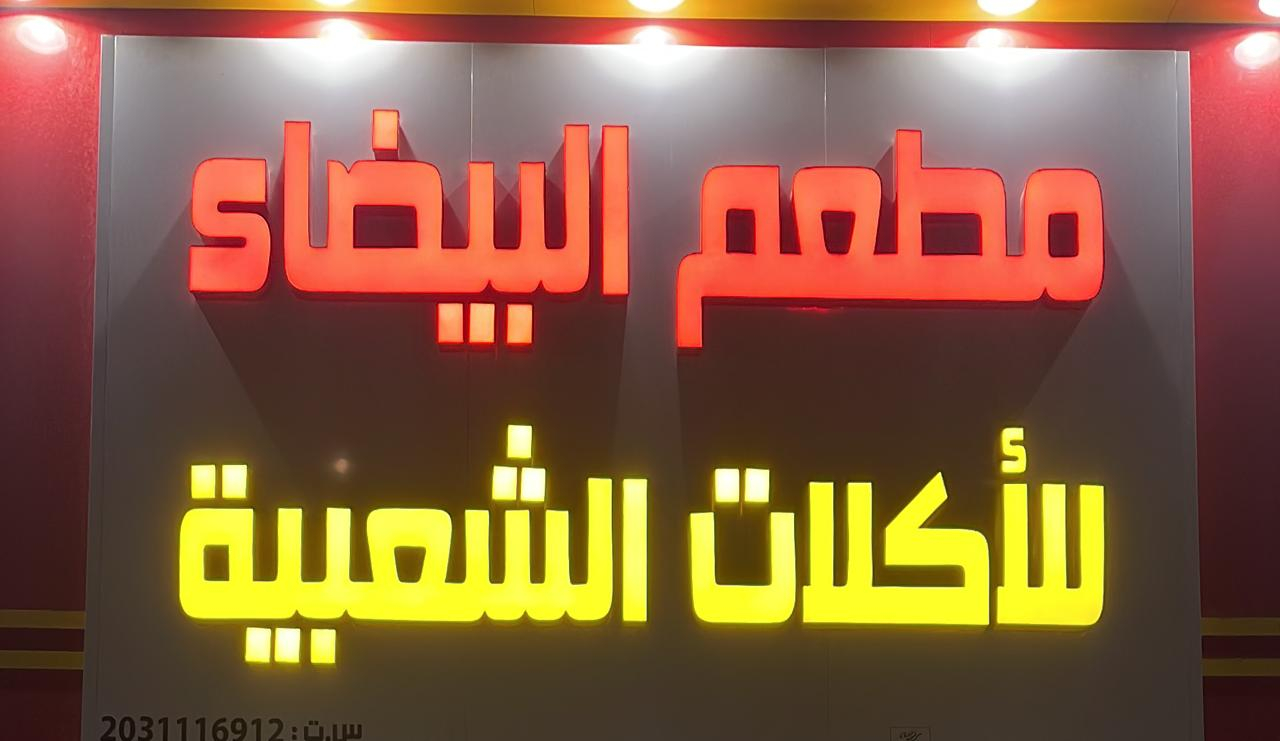 مطعم البيضاء
للأكلات الشعبية
س.ت : 2031116912